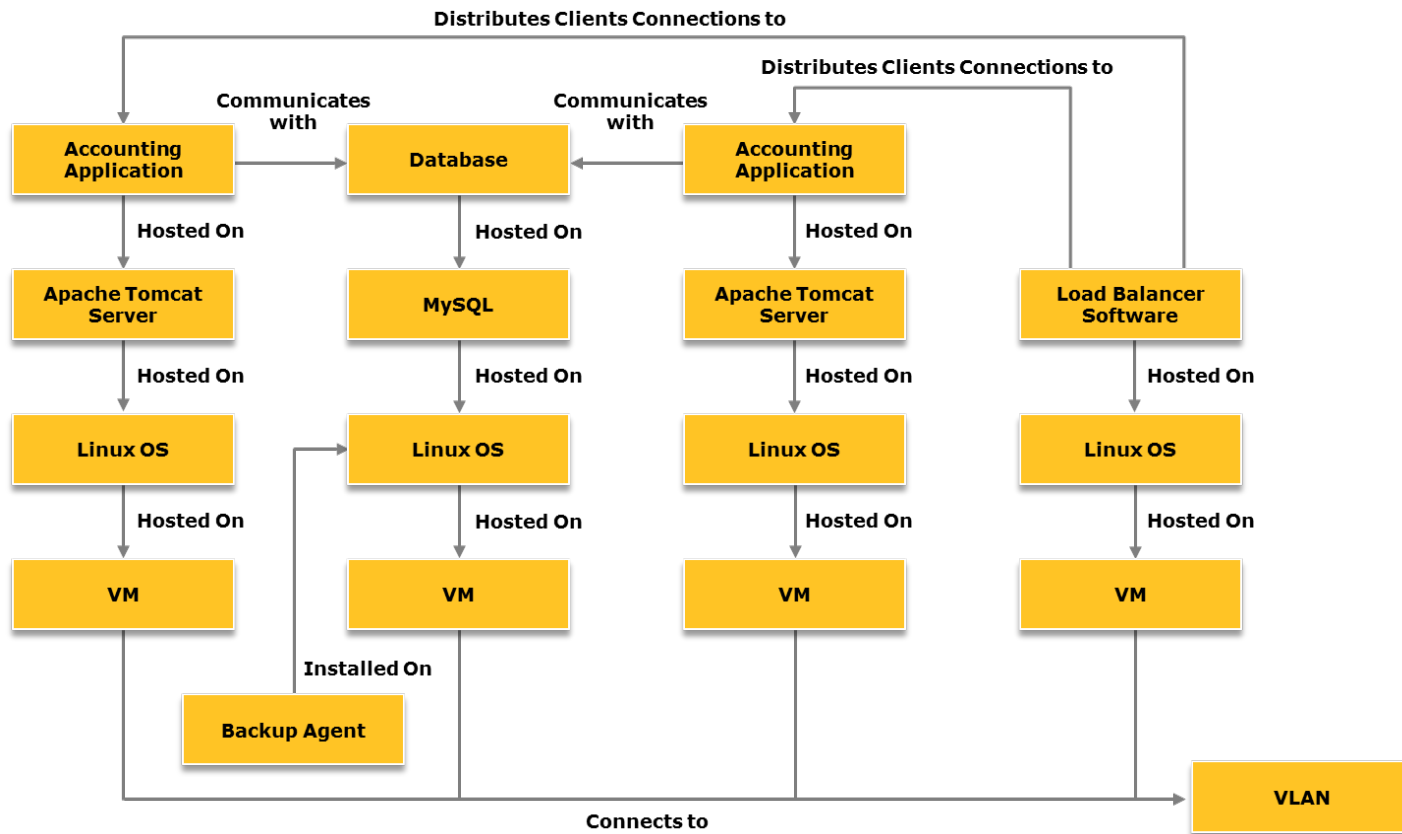 Distributes Clients Connections to
Distributes Clients Connections to
Communicates
with
Communicates
with
Accounting
Application
Database
Accounting
Application
Hosted On
Hosted On
Hosted On
Apache Tomcat
Server
MySQL
Apache Tomcat
Server
Load Balancer
Software
Hosted On
Hosted On
Hosted On
Hosted On
Linux OS
Linux OS
Linux OS
Linux OS
Hosted On
Hosted On
Hosted On
Hosted On
VM
VM
VM
VM
Installed On
Backup Agent
VLAN
Connects to